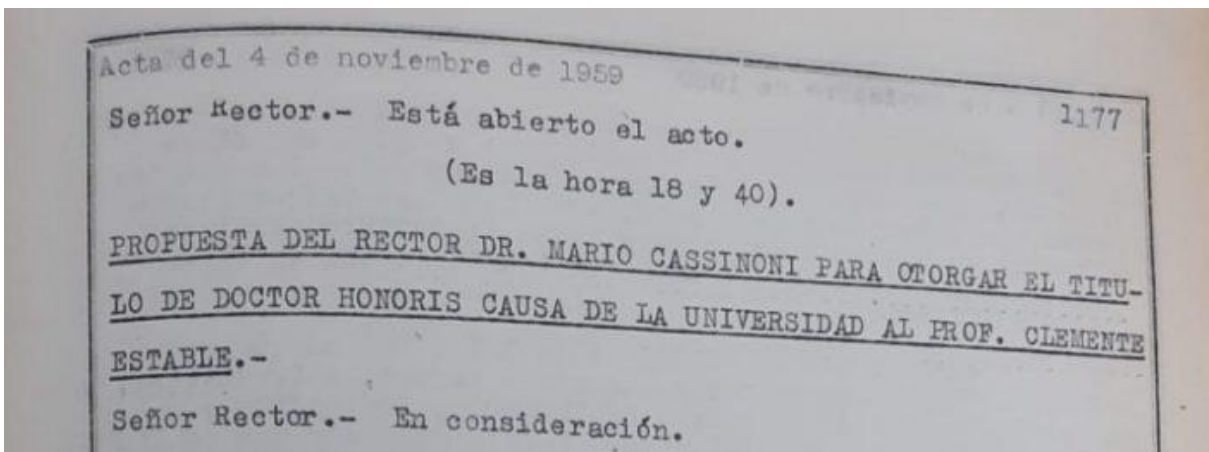 Acta del 4 de noviembre de 1959
1177
Señor Rector.- Está abierto el acto.
(Es la hora 18 y 40).
PROPUESTA DEL RECTOR DR. MARIO CASSINONI PARA OTORGAR EL TITU-
LO DE DOCTOR HONORIS CAUSA DE LA UNIVERSIDAD AL PROF. CLEMENTE
ESTABLE.-
Señor Rector.- En consideración.